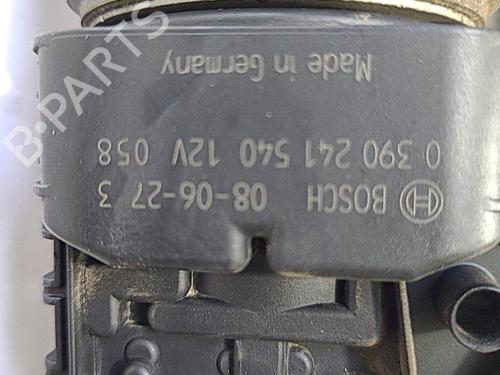 BOSCH 08-06-27 3
0 390 241 540 12V 058
Made in Germany
B-PARTS